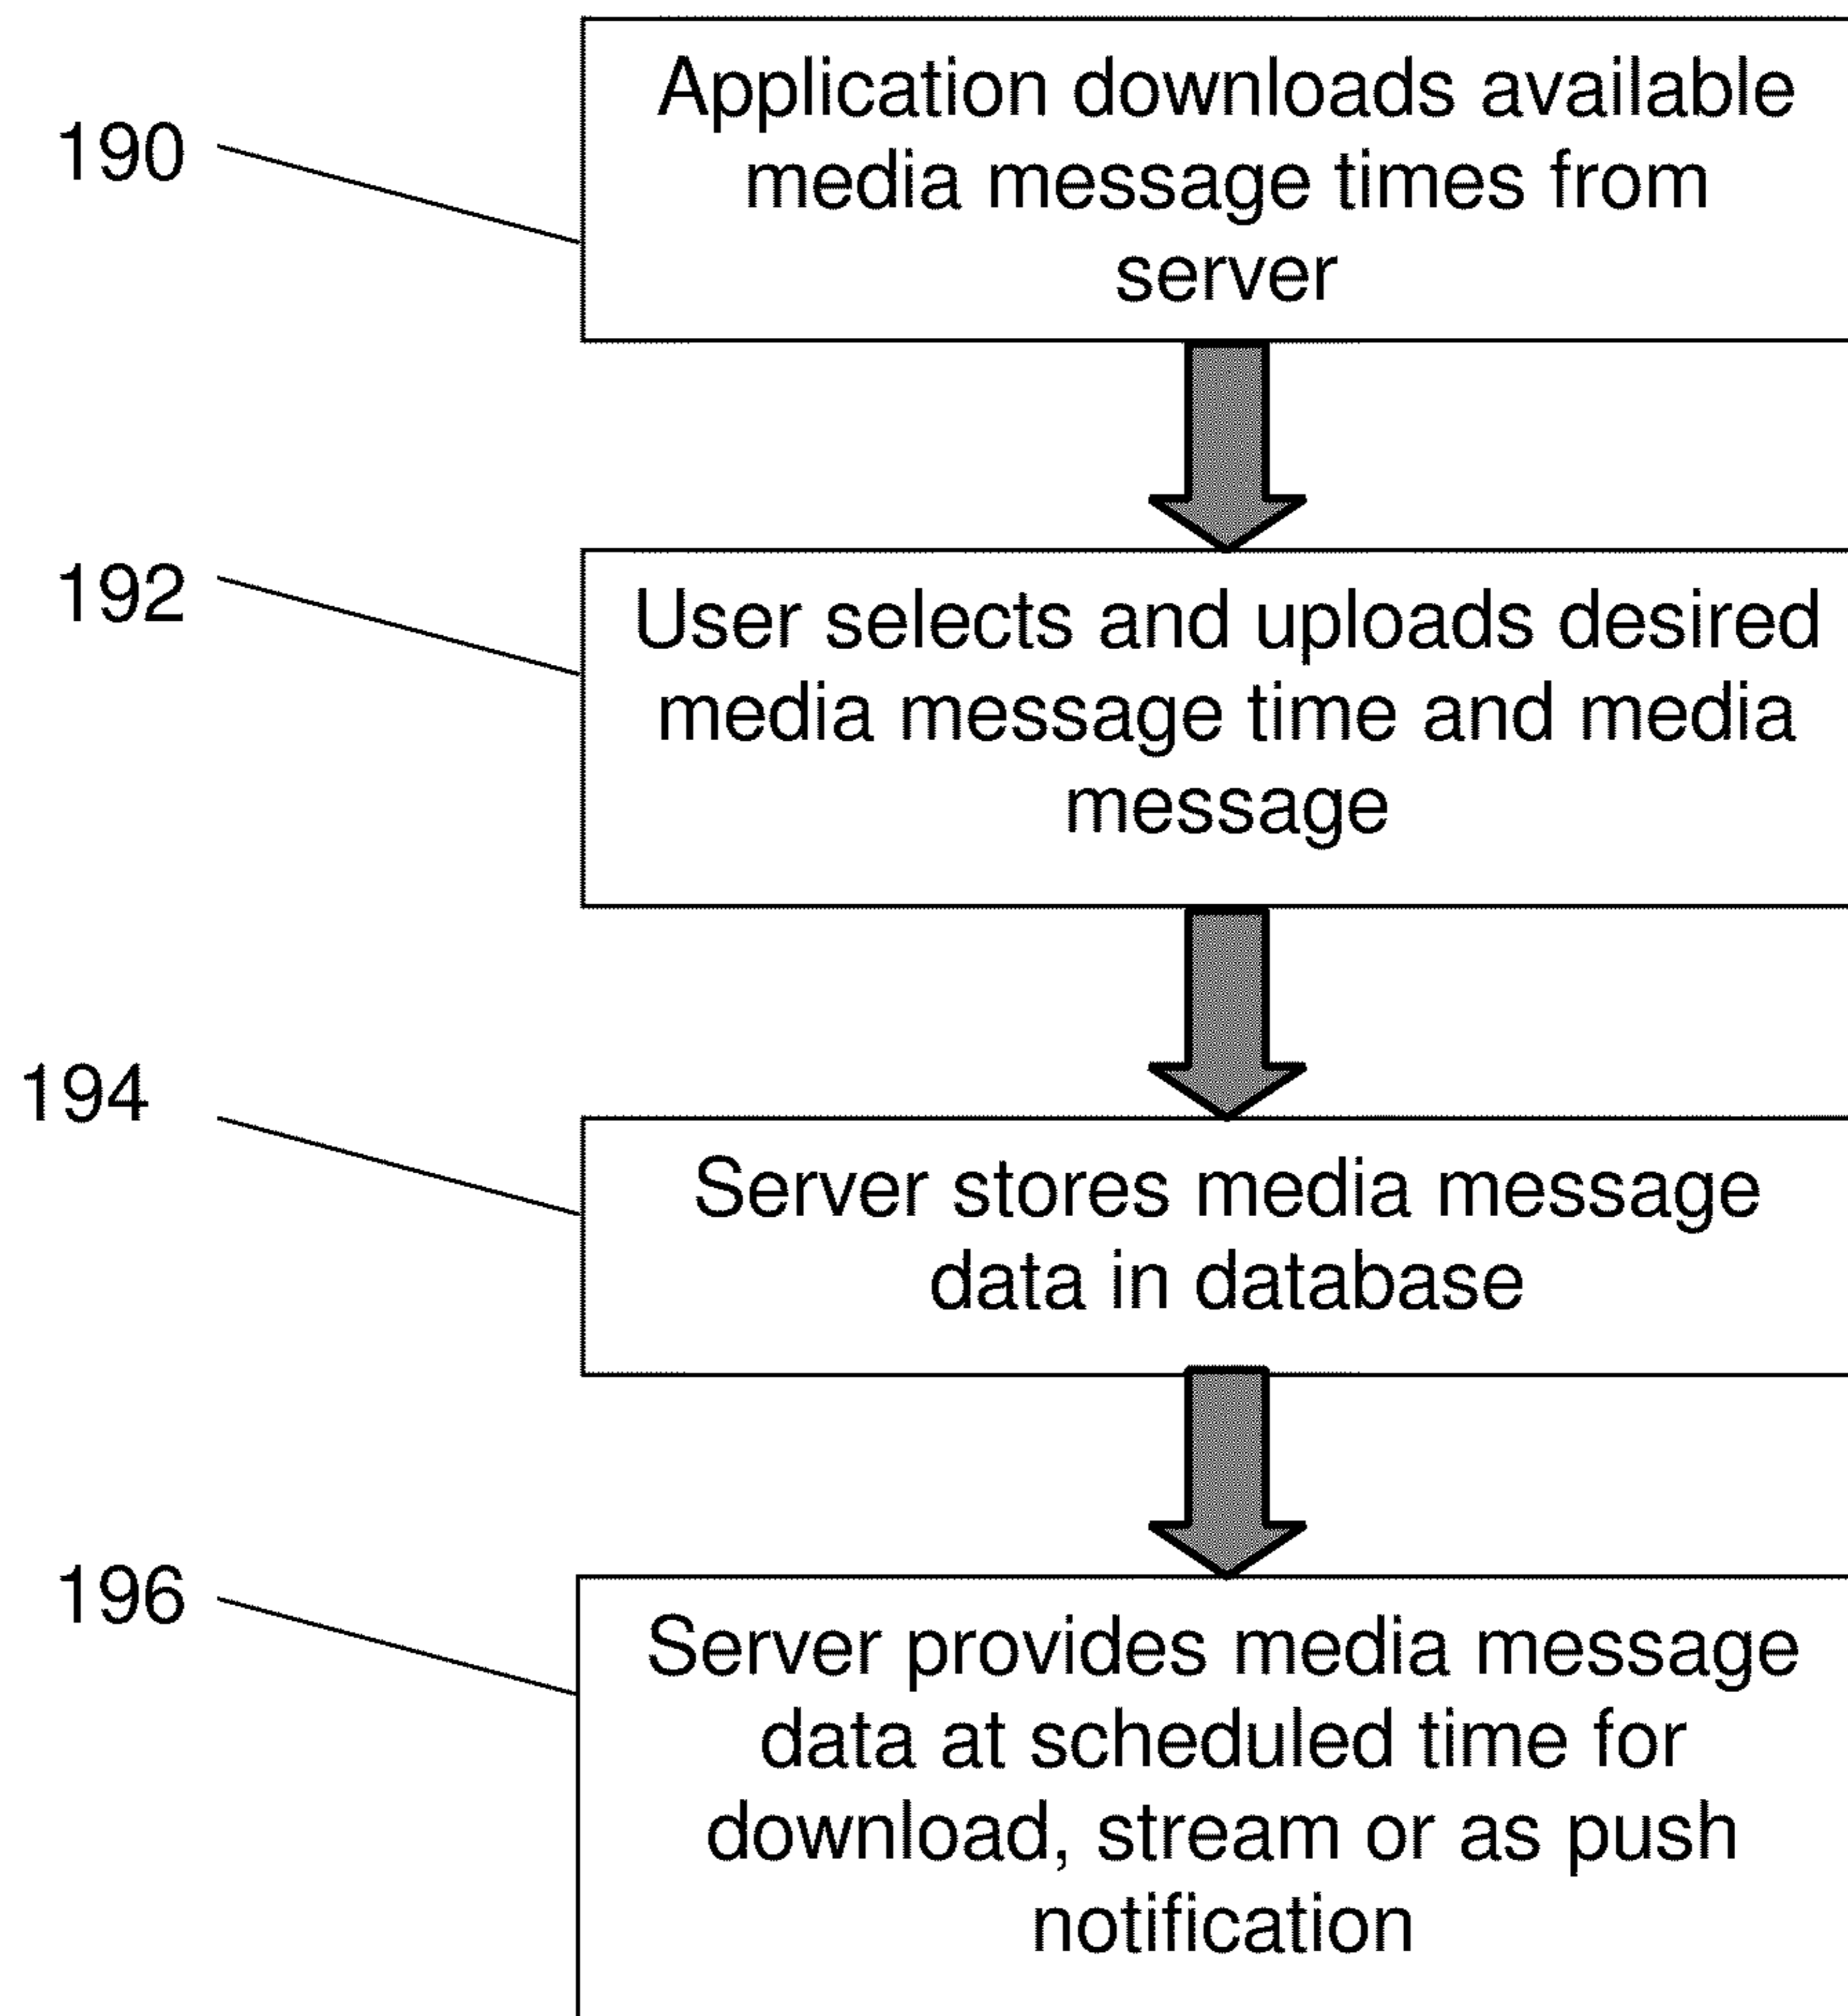 190
Application downloads available
media message times from
server
192
User selects and uploads desired
media message time and media
message
194
Server stores media message
data in database
196
Server provides media message
data at scheduled time for
download, stream or as push
notification